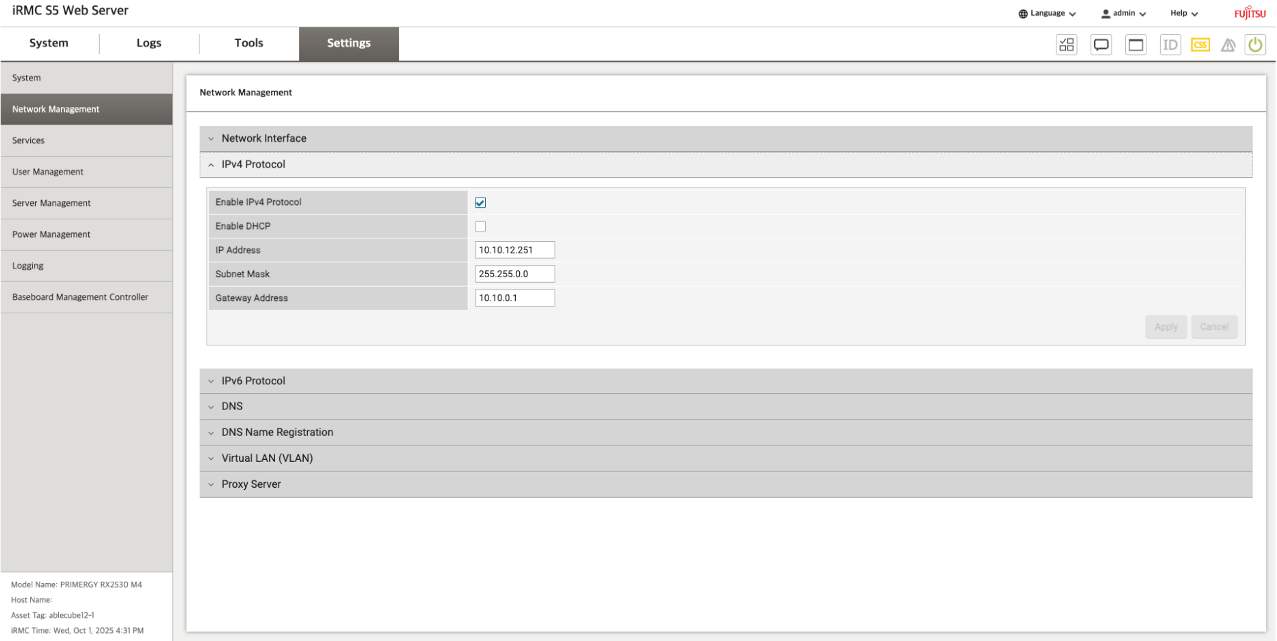 iRMC S5 Web Server
Language
admin
Help
FUJITSU
System
Logs
Tools
Settings
ID
CSS
System
Network Management
Services
User Management
Server Management
Power Management
Logging
Baseboard Management Controller
Network Management
Network Interface
IPv4 Protocol
Enable IPv4 Protocol
Enable DHCP
IP Address 10.10.12.251
Subnet Mask 255.255.0.0
Gateway Address 10.10.0.1
Apply Cancel
IPv6 Protocol
DNS
DNS Name Registration
Virtual LAN (VLAN)
Proxy Server
Model Name: PRIMERGY RX2530 M4
Host Name:
Asset Tag: ablecube12-1
iRMC Time: Wed, Oct 1, 2025 4:31 PM